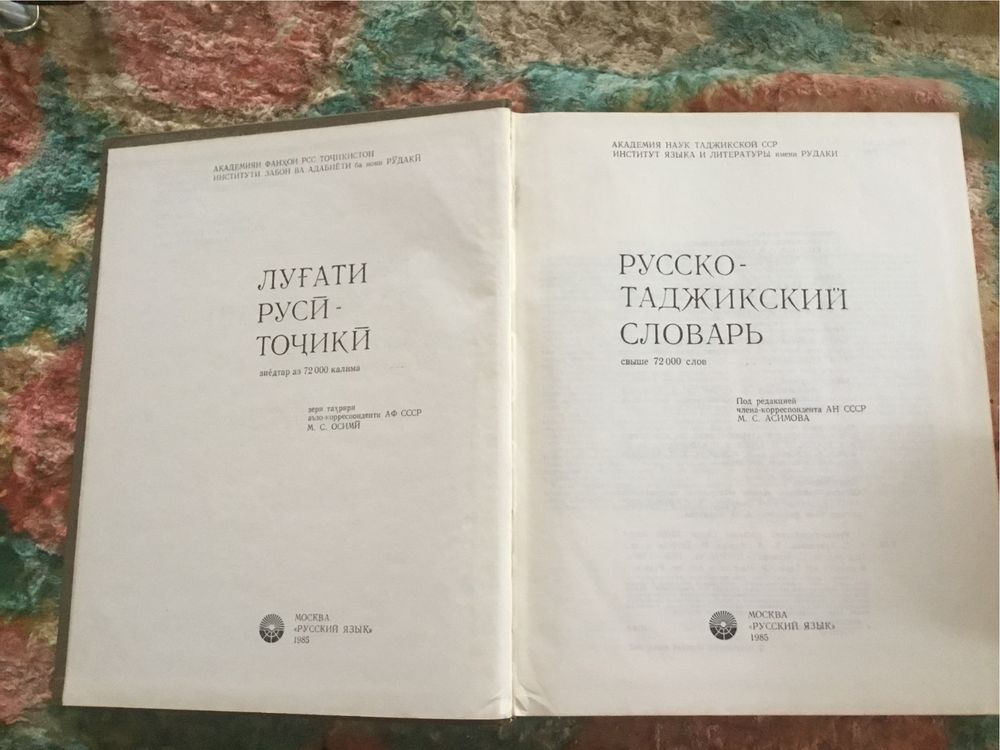 АКАДЕМИЯИ ФАНҲОИ РСС ТОҶИКИСТОН
ИНСТИТУТИ ЗАБОН ВА АДАБИЁТИ ба номи РӮДАКӢ
ЛУҒАТИ
РУСӢ-
ТОҶИКӢ
зиёдтар аз 72 000 калима
зери таҳрири
аъзо-корреспонденти АФ СССР
М. С. ОСИМӢ
МОСКВА
«РУССКИЙ ЯЗЫК»
1985
АКАДЕМИЯ НАУК ТАДЖИКСКОЙ ССР
ИНСТИТУТ ЯЗЫКА И ЛИТЕРАТУРЫ имени РУДАКИ
РУССКО-
ТАДЖИКСКИЙ
СЛОВАРЬ
свыше 72 000 слов
Под редакцией
члена-корреспондента АН СССР
М. С. АСИМОВА
МОСКВА
«РУССКИЙ ЯЗЫК»
1985